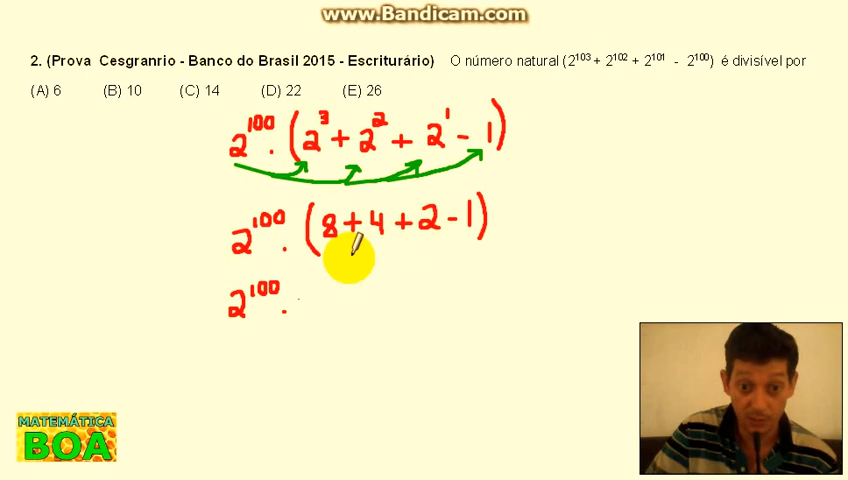 www.Bandicam.com
2. (Prova Cesgranrio - Banco do Brasil 2015 - Escriturário) O número natural (2¹⁰³ + 2¹⁰² + 2¹⁰¹ - 2¹⁰⁰) é divisível por
(A) 6 (B) 10 (C) 14 (D) 22 (E) 26
2¹⁰⁰ . (2³ + 2² + 2¹ - 1)
2¹⁰⁰ . (8 + 4 + 2 - 1)
2¹⁰⁰ .
MATEMÁTICA
BOA